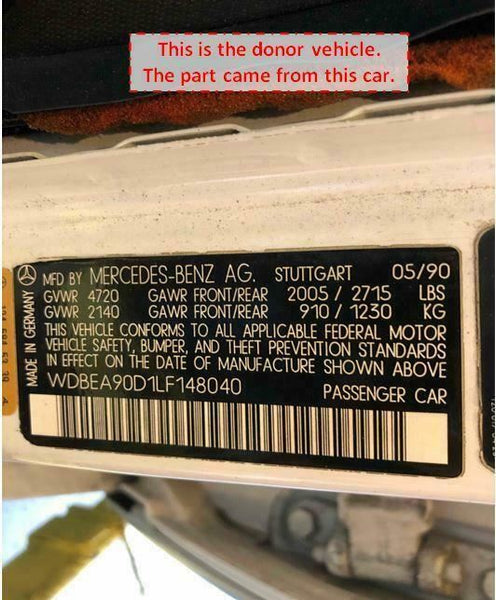 This is the donor vehicle.
The part came from this car.
MFD BY MERCEDES-BENZ AG. STUTTGART 05/90
GVWR 4720 GAWR FRONT/REAR 2005 / 2715 LBS
GVWR 2140 GAWR FRONT/REAR 910 / 1230 KG
THIS VEHICLE CONFORMS TO ALL APPLICABLE FEDERAL MOTOR
VEHICLE SAFETY, BUMPER, AND THEFT PREVENTION STANDARDS
IN EFFECT ON THE DATE OF MANUFACTURE SHOWN ABOVE
WDBEA90D1LF148040 PASSENGER CAR
MADE IN GERMANY